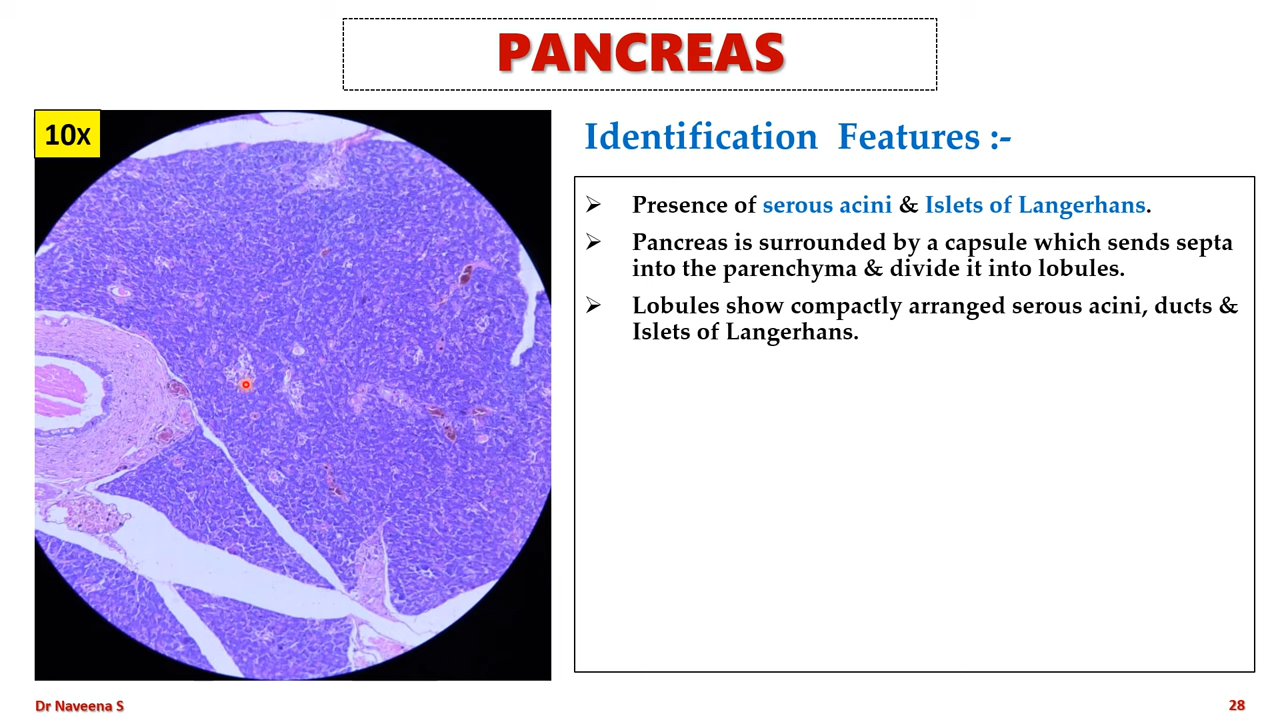 PANCREAS
10X
Identification Features :-
➢ Presence of serous acini & Islets of Langerhans.
➢ Pancreas is surrounded by a capsule which sends septa
into the parenchyma & divide it into lobules.
➢ Lobules show compactly arranged serous acini, ducts &
Islets of Langerhans.
Dr Naveena S
28